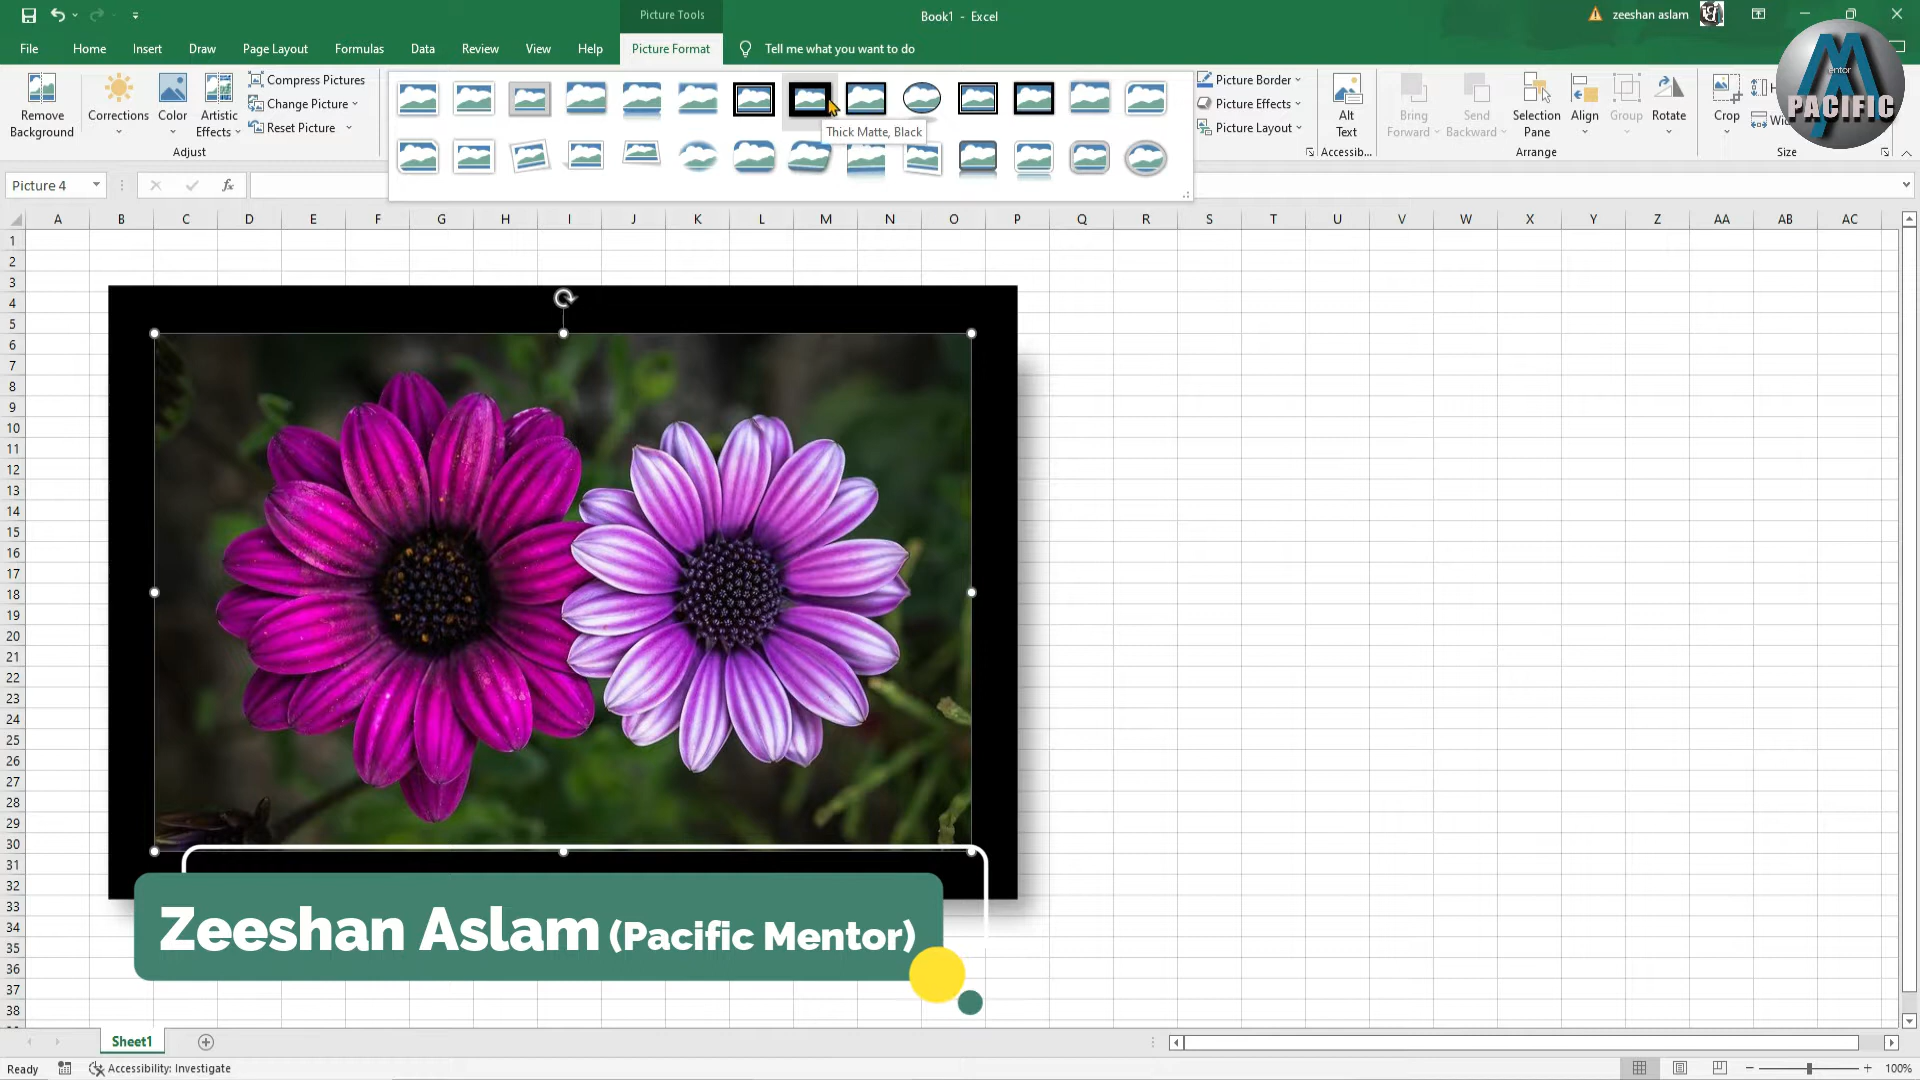 Picture Tools
Book1 - Excel
zeeshan aslam
File
Home
Insert
Draw
Page Layout
Formulas
Data
Review
View
Help
Picture Format
Tell me what you want to do
Remove
Background
Corrections
Color
Artistic
Effects
Compress Pictures
Change Picture
Reset Picture
Adjust
Thick Matte, Black
Picture Border
Picture Effects
Picture Layout
Alt
Text
Accessib...
Bring
Forward
Send
Backward
Selection
Pane
Align
Group
Rotate
Arrange
Crop
Size
entor
PACIFIC
Picture 4
fx
A B C D E F G H I J K L M N O P Q R S T U V W X Y Z AA AB AC
1
2
3
4
5
6
7
8
9
10
11
12
13
14
15
16
17
18
19
20
21
22
23
24
25
26
27
28
29
30
31
32
33
34
35
36
37
38
Zeeshan Aslam (Pacific Mentor)
Sheet1
Ready
Accessibility: Investigate
100%